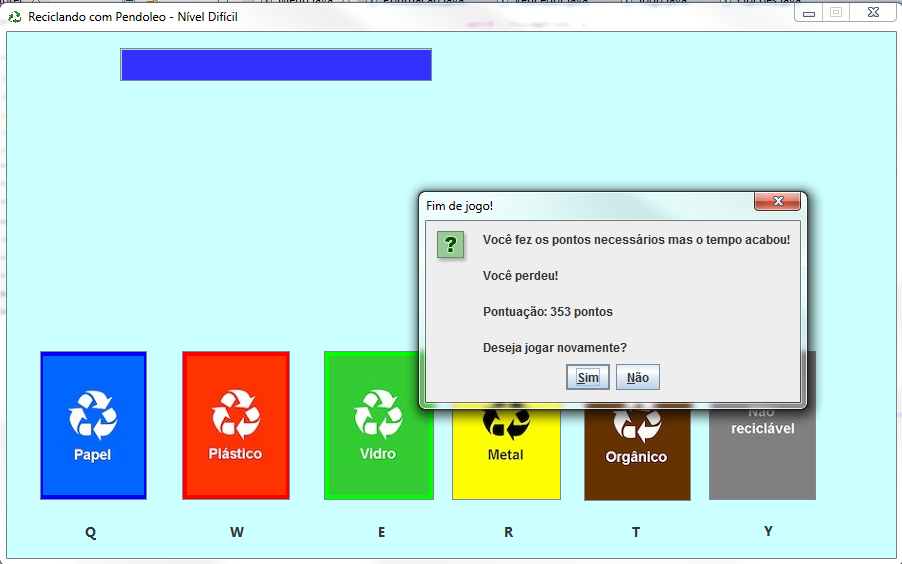 Reciclando com Pendoleo - Nível Difícil
Fim de jogo!
?
Você fez os pontos necessários mas o tempo acabou!
Você perdeu!
Pontuação: 353 pontos
Deseja jogar novamente?
Sim Não
Papel Plástico Vidro Metal Orgânico Não
reciclável
Q W E R T Y